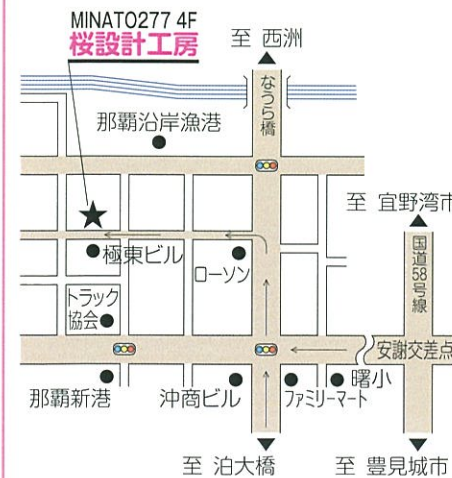 MINATO277 4F
桜設計工房
至 西洲
なうら橋
那覇沿岸漁港
至 宜野湾市
国道58号線
極東ビル
ローソン
トラック
協会
安謝交差点
曙小
那覇新港
沖商ビル
ファミリーマート
至 泊大橋
至 豊見城市